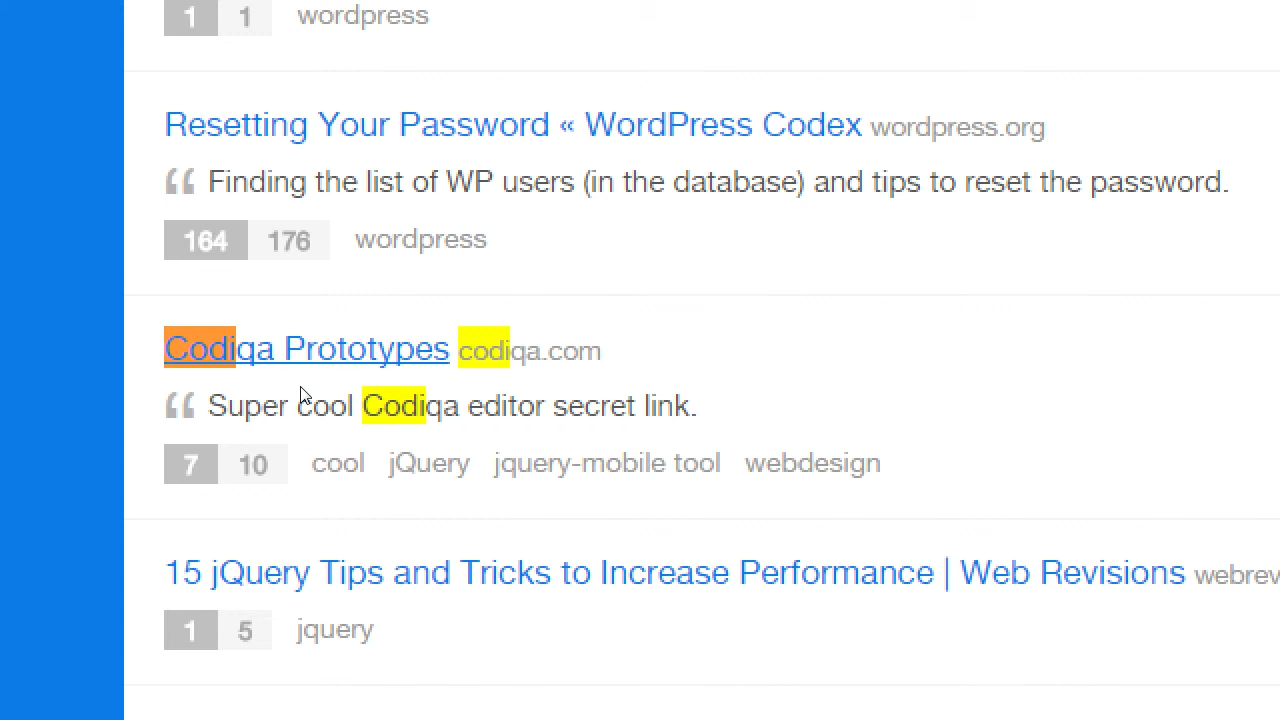 1 1 wordpress
Resetting Your Password « WordPress Codex wordpress.org
“ Finding the list of WP users (in the database) and tips to reset the password.
164 176 wordpress
Codiqa Prototypes codiqa.com
“ Super cool Codiqa editor secret link.
7 10 cool jQuery jquery-mobile tool webdesign
15 jQuery Tips and Tricks to Increase Performance | Web Revisions webrev
1 5 jquery